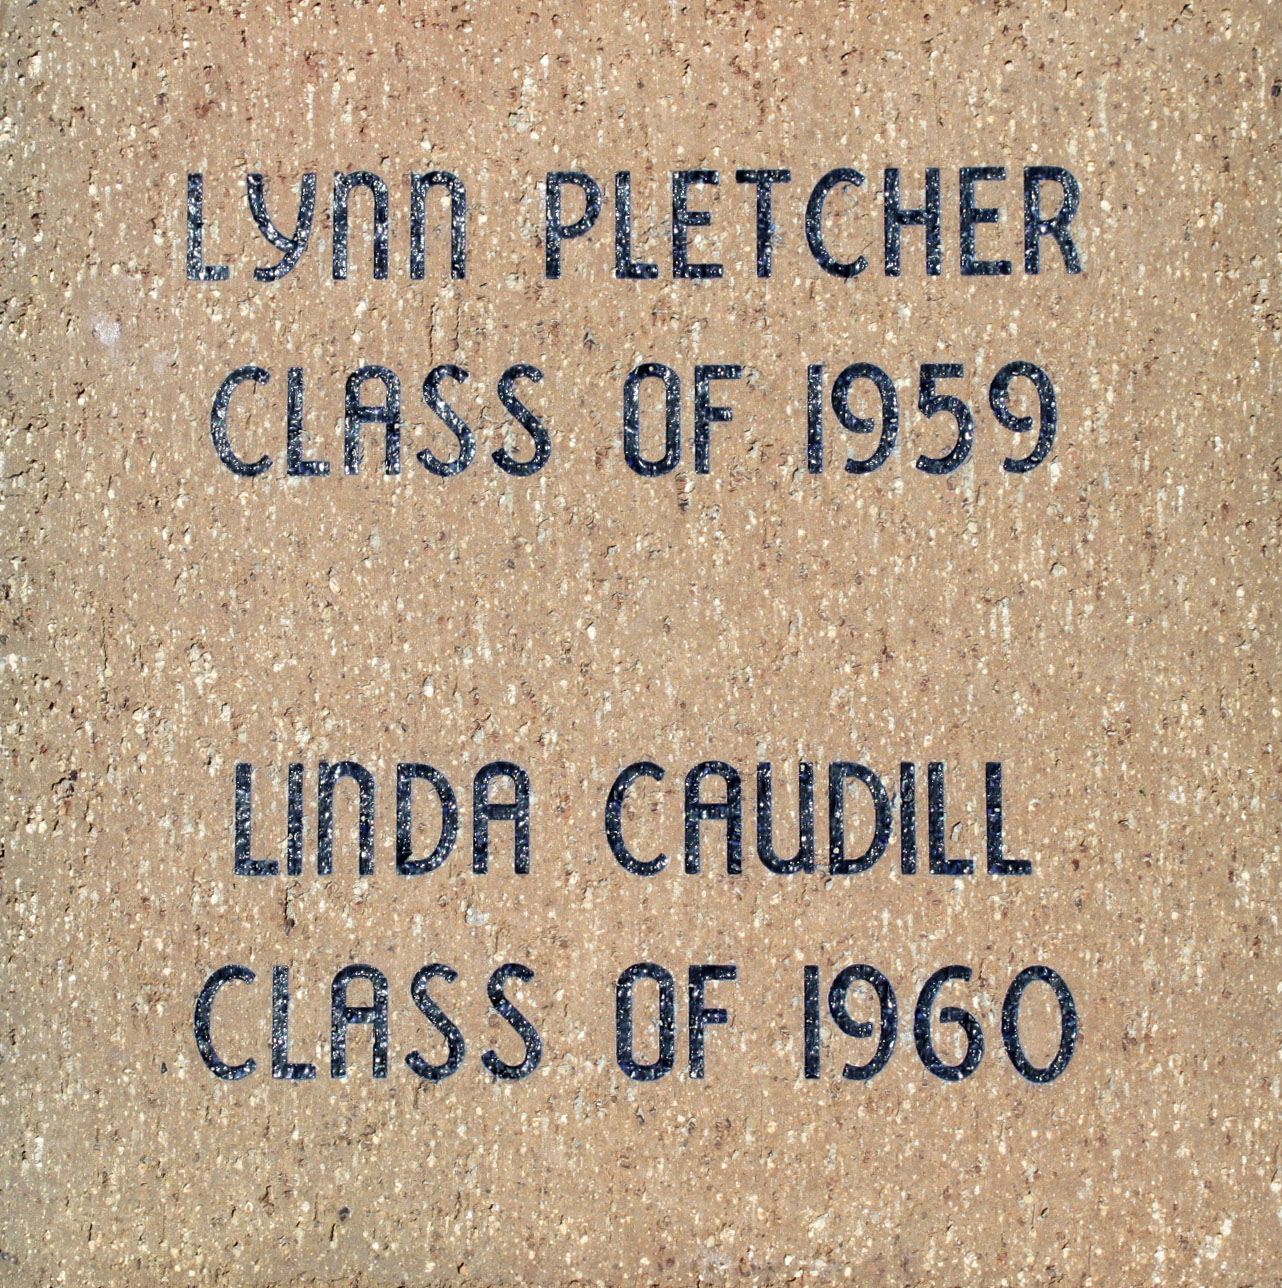 LYNN PLETCHER
CLASS OF 1959
LINDA CAUDILL
CLASS OF 1960